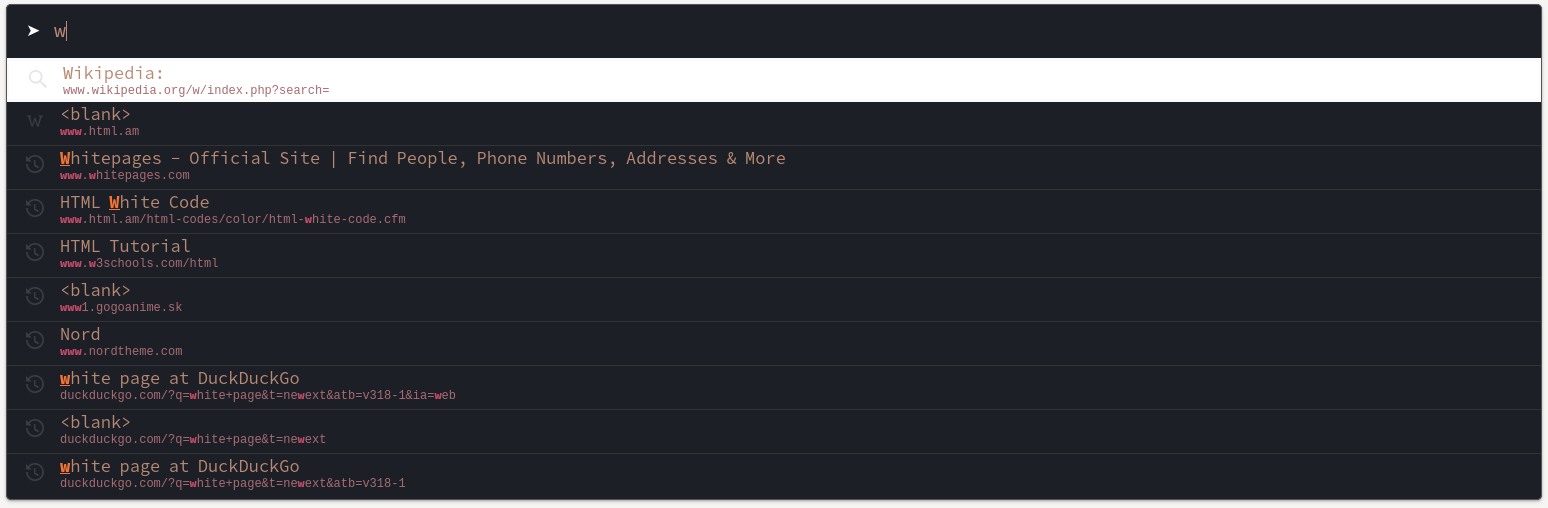 ➤ w
Wikipedia:
www.wikipedia.org/w/index.php?search=
<blank>
W
www.html.am
Whitepages - Official Site | Find People, Phone Numbers, Addresses & More
www.whitepages.com
HTML White Code
www.html.am/html-codes/color/html-white-code.cfm
HTML Tutorial
www.w3schools.com/html
<blank>
www1.gogoanime.sk
Nord
www.nordtheme.com
white page at DuckDuckGo
duckduckgo.com/?q=white+page&t=newext&atb=v318-1&ia=web
<blank>
duckduckgo.com/?q=white+page&t=newext
white page at DuckDuckGo
duckduckgo.com/?q=white+page&t=newext&atb=v318-1